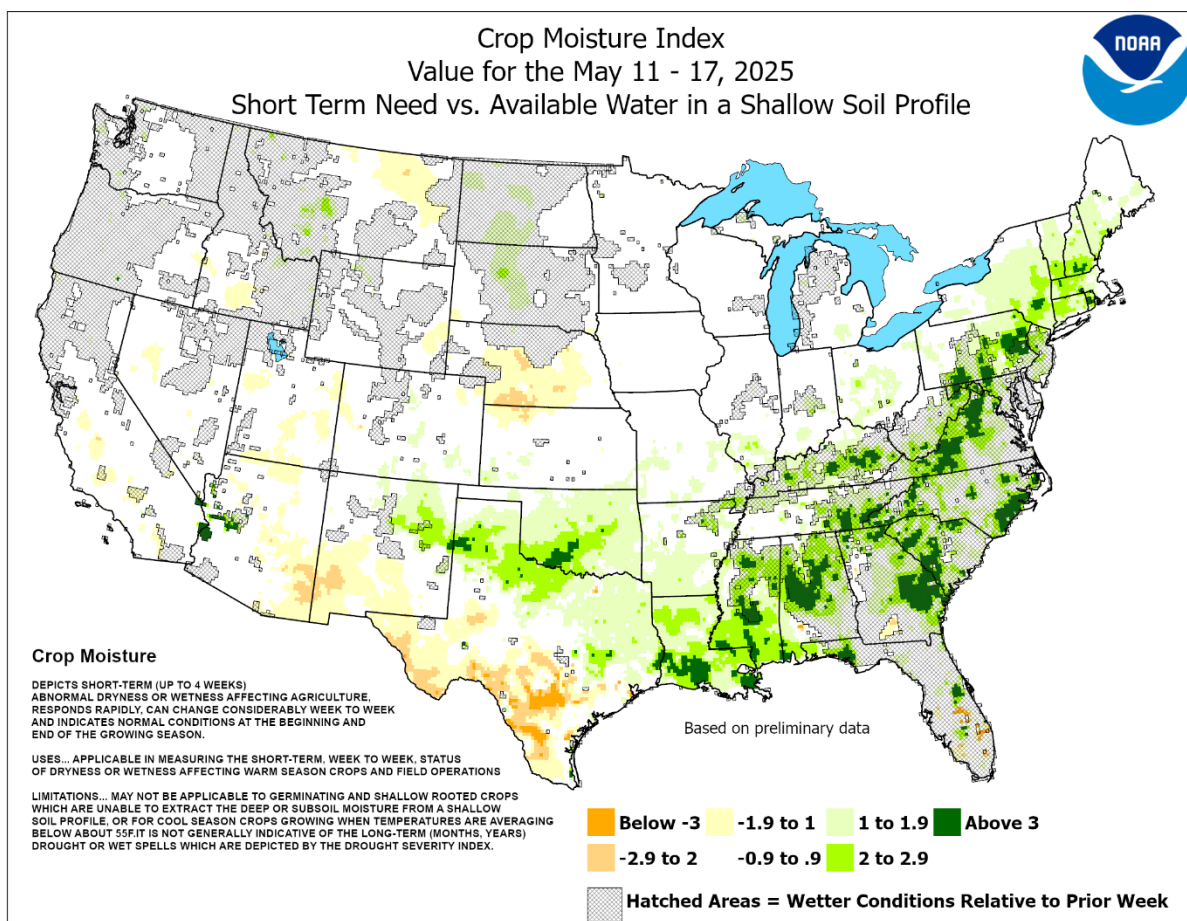 Crop Moisture Index
Value for the May 11 - 17, 2025
Short Term Need vs. Available Water in a Shallow Soil Profile
NOAA
Crop Moisture
DEPICTS SHORT-TERM (UP TO 4 WEEKS)
ABNORMAL DRYNESS OR WETNESS AFFECTING AGRICULTURE,
RESPONDS RAPIDLY, CAN CHANGE CONSIDERABLY WEEK TO WEEK
AND INDICATES NORMAL CONDITIONS AT THE BEGINNING AND
END OF THE GROWING SEASON.
USES... APPLICABLE IN MEASURING THE SHORT-TERM, WEEK TO WEEK, STATUS
OF DRYNESS OR WETNESS AFFECTING WARM SEASON CROPS AND FIELD OPERATIONS
LIMITATIONS... MAY NOT BE APPLICABLE TO GERMINATING AND SHALLOW ROOTED CROPS
WHICH ARE UNABLE TO EXTRACT THE DEEP OR SUBSOIL MOISTURE FROM A SHALLOW
SOIL PROFILE, OR FOR COOL SEASON CROPS GROWING WHEN TEMPERATURES ARE AVERAGING
BELOW ABOUT 55F.IT IS NOT GENERALLY INDICATIVE OF THE LONG-TERM (MONTHS, YEARS)
DROUGHT OR WET SPELLS WHICH ARE DEPICTED BY THE DROUGHT SEVERITY INDEX.
Based on preliminary data
Below -3 -1.9 to 1 1 to 1.9 Above 3
-2.9 to 2 -0.9 to .9 2 to 2.9
Hatched Areas = Wetter Conditions Relative to Prior Week